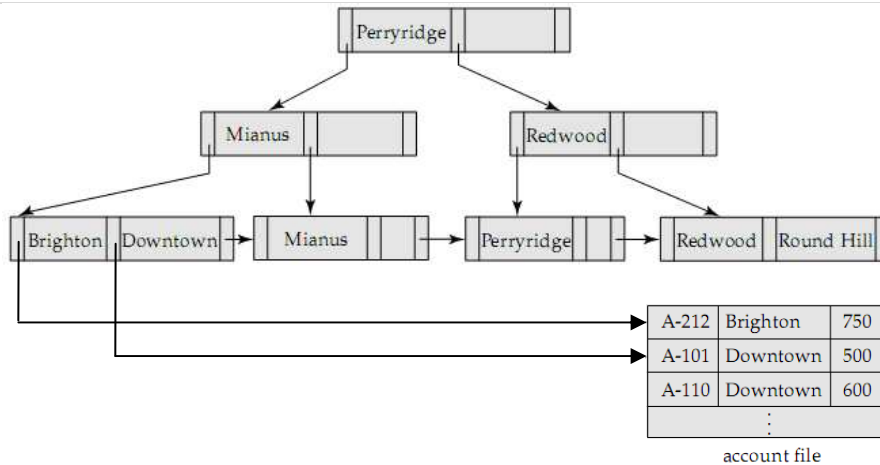 Perryridge
Mianus
Redwood
Brighton Downtown
Mianus
Perryridge
Redwood Round Hill
A-212 Brighton 750
A-101 Downtown 500
A-110 Downtown 600
⋮
account file